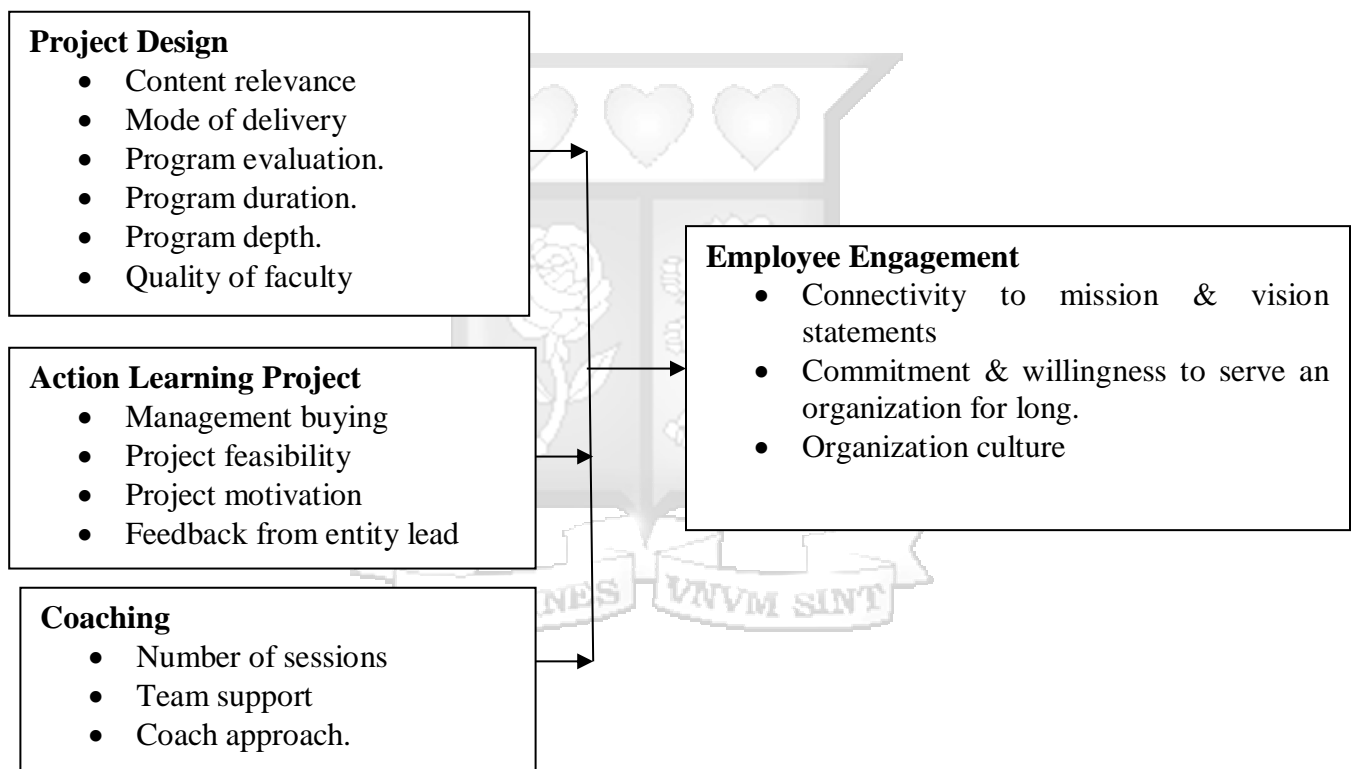 Project Design
• Content relevance
• Mode of delivery
• Program evaluation.
• Program duration.
• Program depth.
• Quality of faculty
Action Learning Project
• Management buying
• Project feasibility
• Project motivation
• Feedback from entity lead
Coaching
• Number of sessions
• Team support
• Coach approach.
Employee Engagement
• Connectivity to mission & vision
statements
• Commitment & willingness to serve an
organization for long.
• Organization culture
VNVM SINT